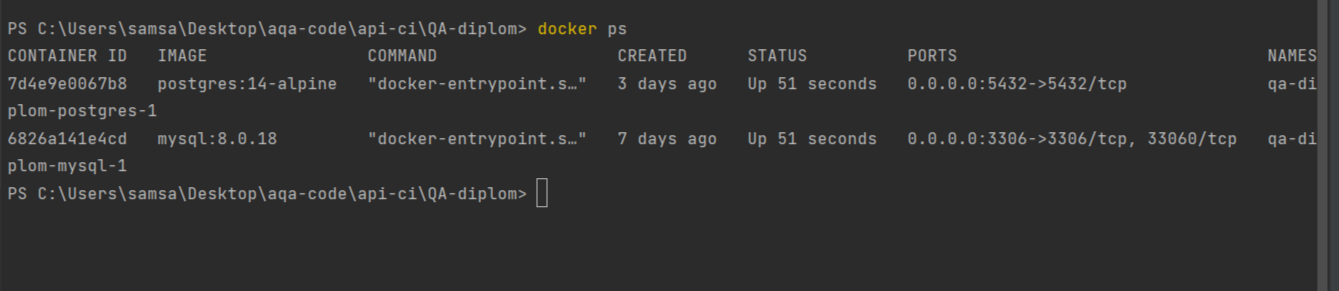 PS C:\Users\samsa\Desktop\aqa-code\api-ci\QA-diplom> docker ps
CONTAINER ID   IMAGE                COMMAND                  CREATED      STATUS          PORTS                               NAMES
7d4e9e0067b8   postgres:14-alpine   "docker-entrypoint.s…"   3 days ago   Up 51 seconds   0.0.0.0:5432->5432/tcp              qa-di
plom-postgres-1
6826a141e4cd   mysql:8.0.18         "docker-entrypoint.s…"   7 days ago   Up 51 seconds   0.0.0.0:3306->3306/tcp, 33060/tcp   qa-di
plom-mysql-1
PS C:\Users\samsa\Desktop\aqa-code\api-ci\QA-diplom>